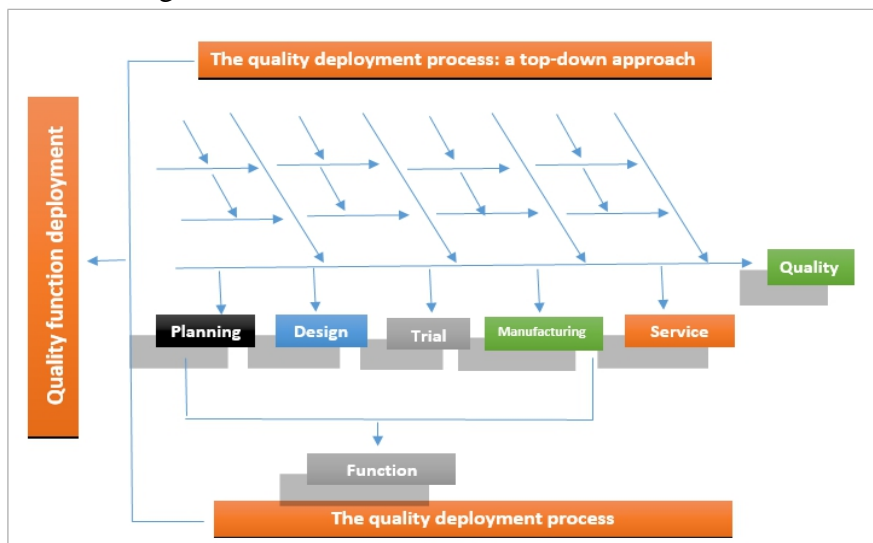 The quality deployment process: a top-down approach
Quality function deployment
Quality
Planning
Design
Trial
Manufacturing
Service
Function
The quality deployment process